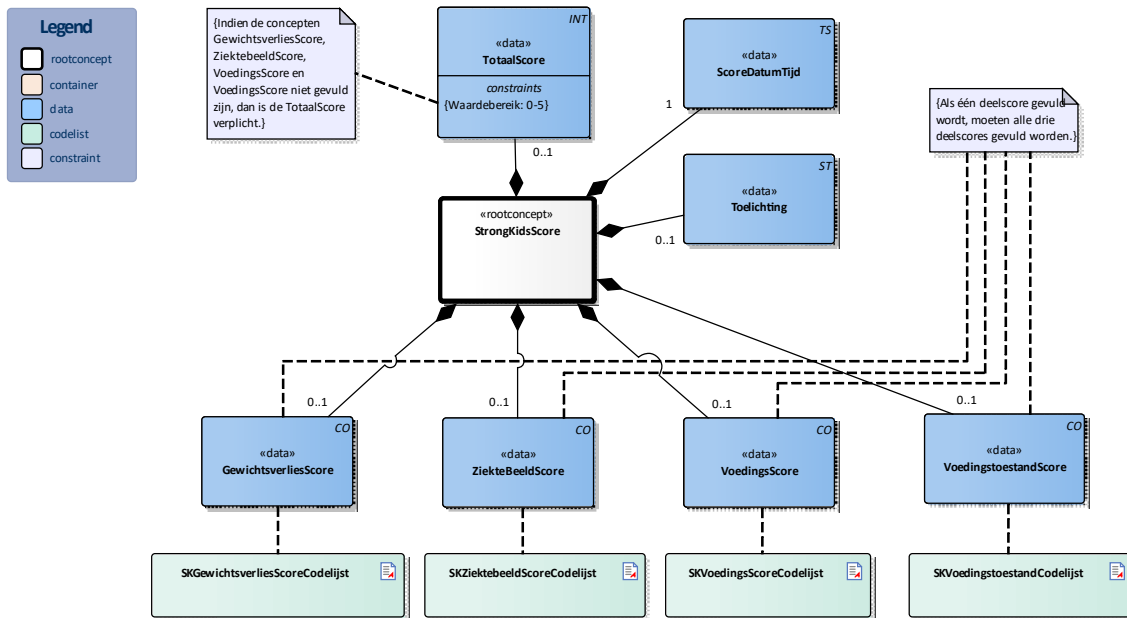 Legend
rootconcept
container
data
codelist
constraint
{Indien de concepten
GewichtsverliesScore,
ZiektebeeldScore,
VoedingsScore en
VoedingsScore niet gevuld
zijn, dan is de TotaalScore
verplicht.}
INT
«data»
TotaalScore
constraints
{Waardebereik: 0-5}
0..1
TS
«data»
ScoreDatumTijd
1
ST
«data»
Toelichting
0..1
{Als één deelscore gevuld
wordt, moeten alle drie
deelscores gevuld worden.}
«rootconcept»
StrongKidsScore
0..1
CO
«data»
GewichtsverliesScore
0..1
CO
«data»
ZiekteBeeldScore
0..1
CO
«data»
VoedingsScore
0..1
CO
«data»
VoedingstoestandScore
SKGewichtsverliesScoreCodelijst
SKZiektebeeldScoreCodelijst
SKVoedingsScoreCodelijst
SKVoedingstoestandCodelijst